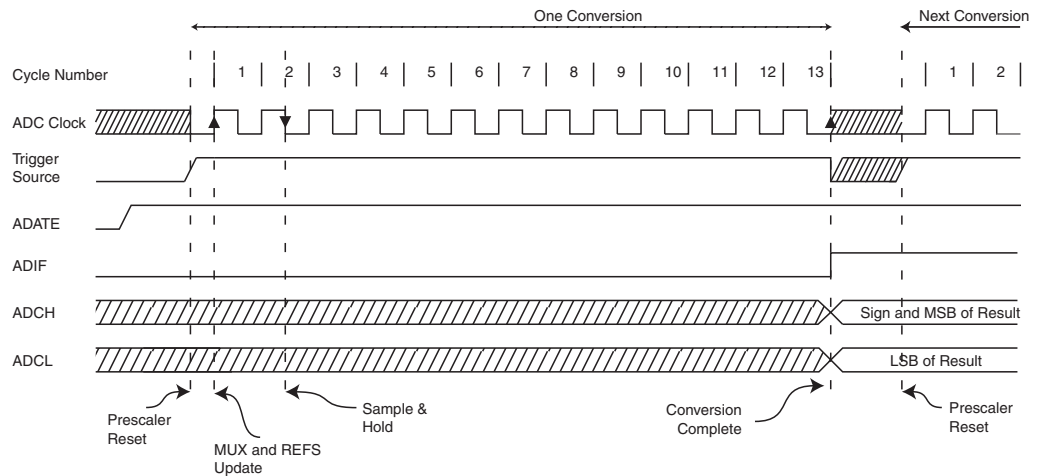 One Conversion
Next Conversion
Cycle Number
1 2 3 4 5 6 7 8 9 10 11 12 13 1 2
ADC Clock
Trigger
Source
ADATE
ADIF
ADCH
Sign and MSB of Result
ADCL
LSB of Result
Prescaler
Reset
MUX and REFS
Update
Sample &
Hold
Conversion
Complete
Prescaler
Reset